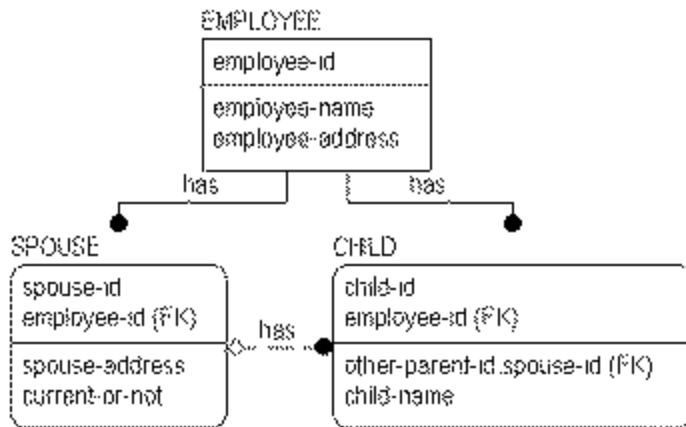 EMPLOYEE
employee-id
employee-name
employee-address
has
has
SPOUSE
spouse-id
employee-id (FK)
spouse-address
current-or-not
has
CHILD
child-id
employee-id (FK)
other-parent-id.spouse-id (FK)
child-name